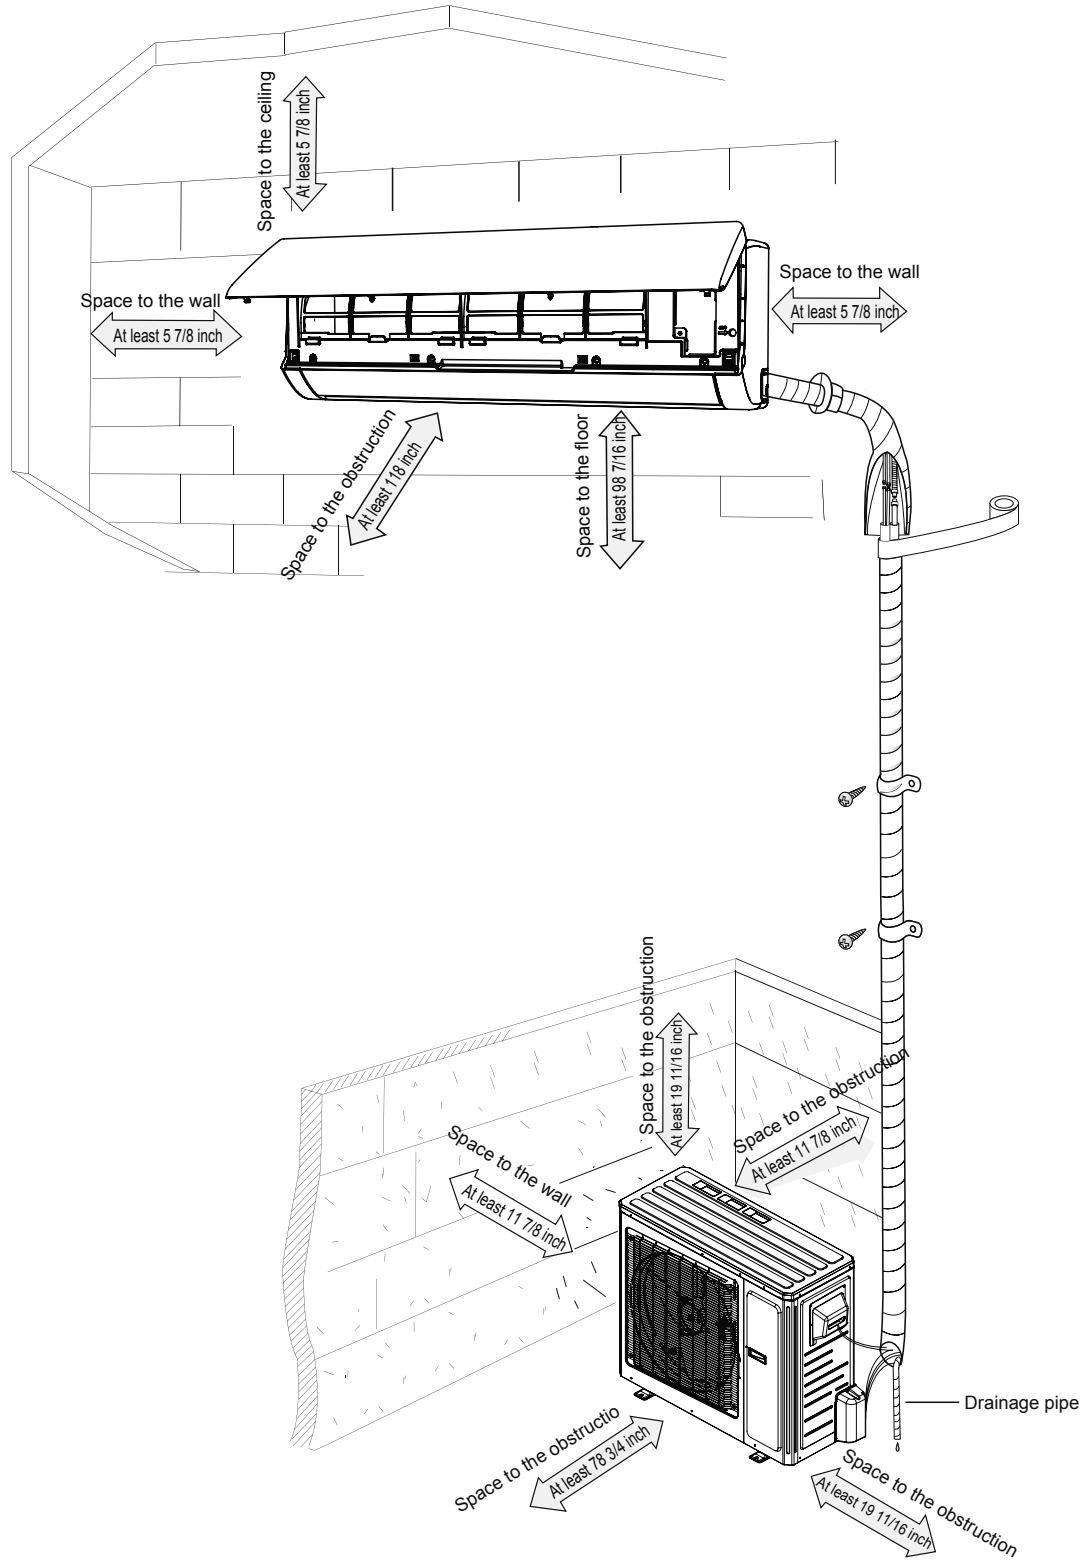 Space to the ceiling
At least 5 7/8 inch
Space to the wall
At least 5 7/8 inch
Space to the wall
At least 5 7/8 inch
Space to the obstruction
At least 118 inch
Space to the floor
At least 98 7/16 inch
Space to the obstruction
At least 19 11/16 inch
Space to the obstruction
At least 11 7/8 inch
Space to the wall
At least 11 7/8 inch
Drainage pipe
Space to the obstructio
At least 78 3/4 inch
Space to the obstruction
At least 19 11/16 inch